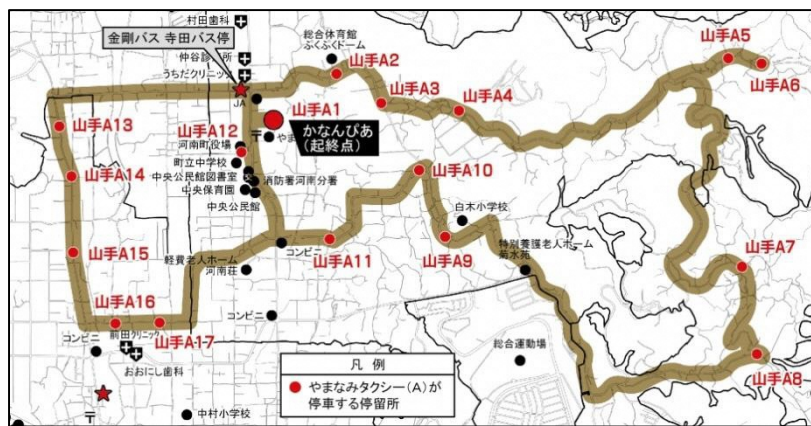 村田歯科
金剛バス 寺田バス停
仲谷診 所
うちだクリニック
総合体育館
ぷくぷくドーム
山手A2
山手A5
山手A6
山手A3
山手A4
JA
山手A1
かなんぴあ
(起終点)
〒
やま
山手A13
山手A12
河南町役場
町立中学校
中央公民館図書室
消防署河南分署
中央保育園
中央公民館
山手A14
山手A10
白木小学校
山手A15
軽費老人ホーム
河南荘
コンビニ
山手A11
山手A9
特別養護老人ホーム
菊水苑
山手A7
山手A16
前田クリニック
山手A17
コンビニ
コンビニ
おおにし歯科
総合運動場
山手A8
凡 例
やまなみタクシー(A)が
停車する停留所
〒
中村小学校